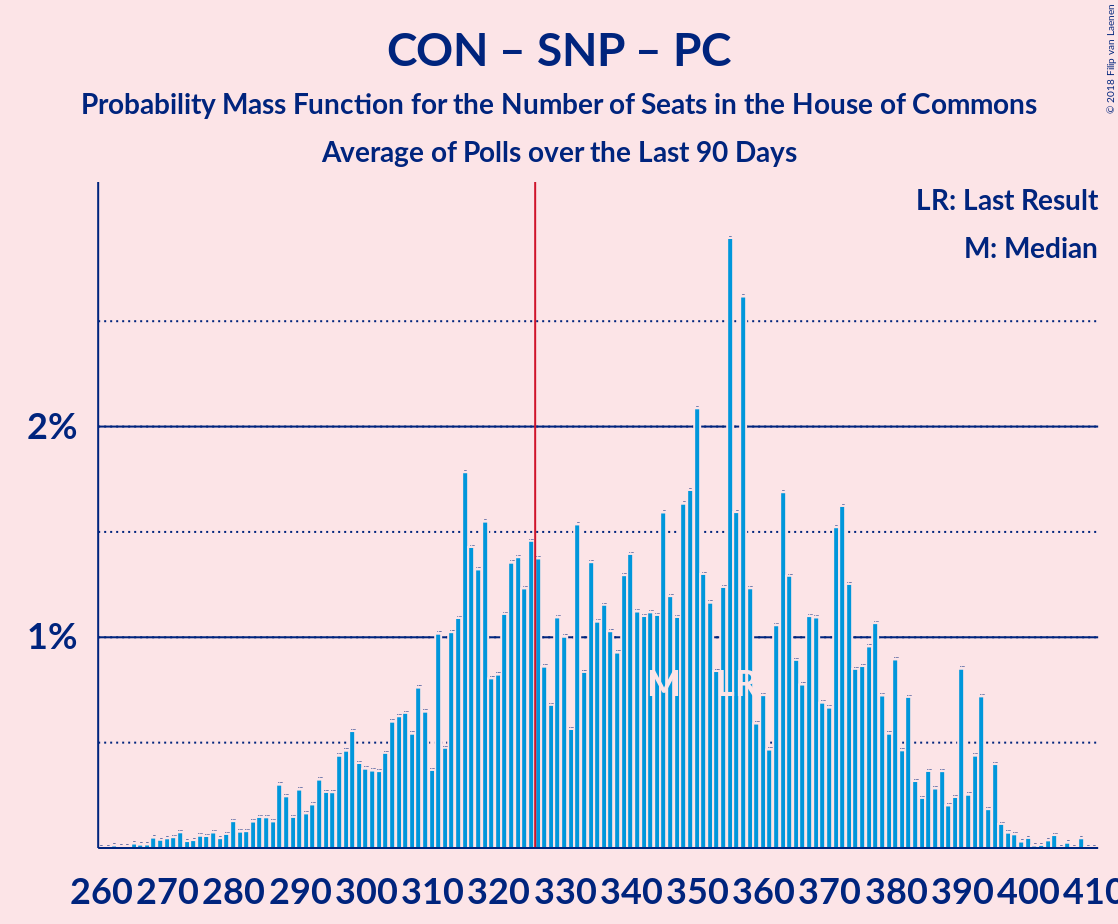 CON – SNP – PC
Probability Mass Function for the Number of Seats in the House of Commons
Average of Polls over the Last 90 Days
© 2018 Filip van Laenen
LR: Last Result
M: Median
2%
1%
M LR
260 270 280 290 300 310 320 330 340 350 360 370 380 390 400 410